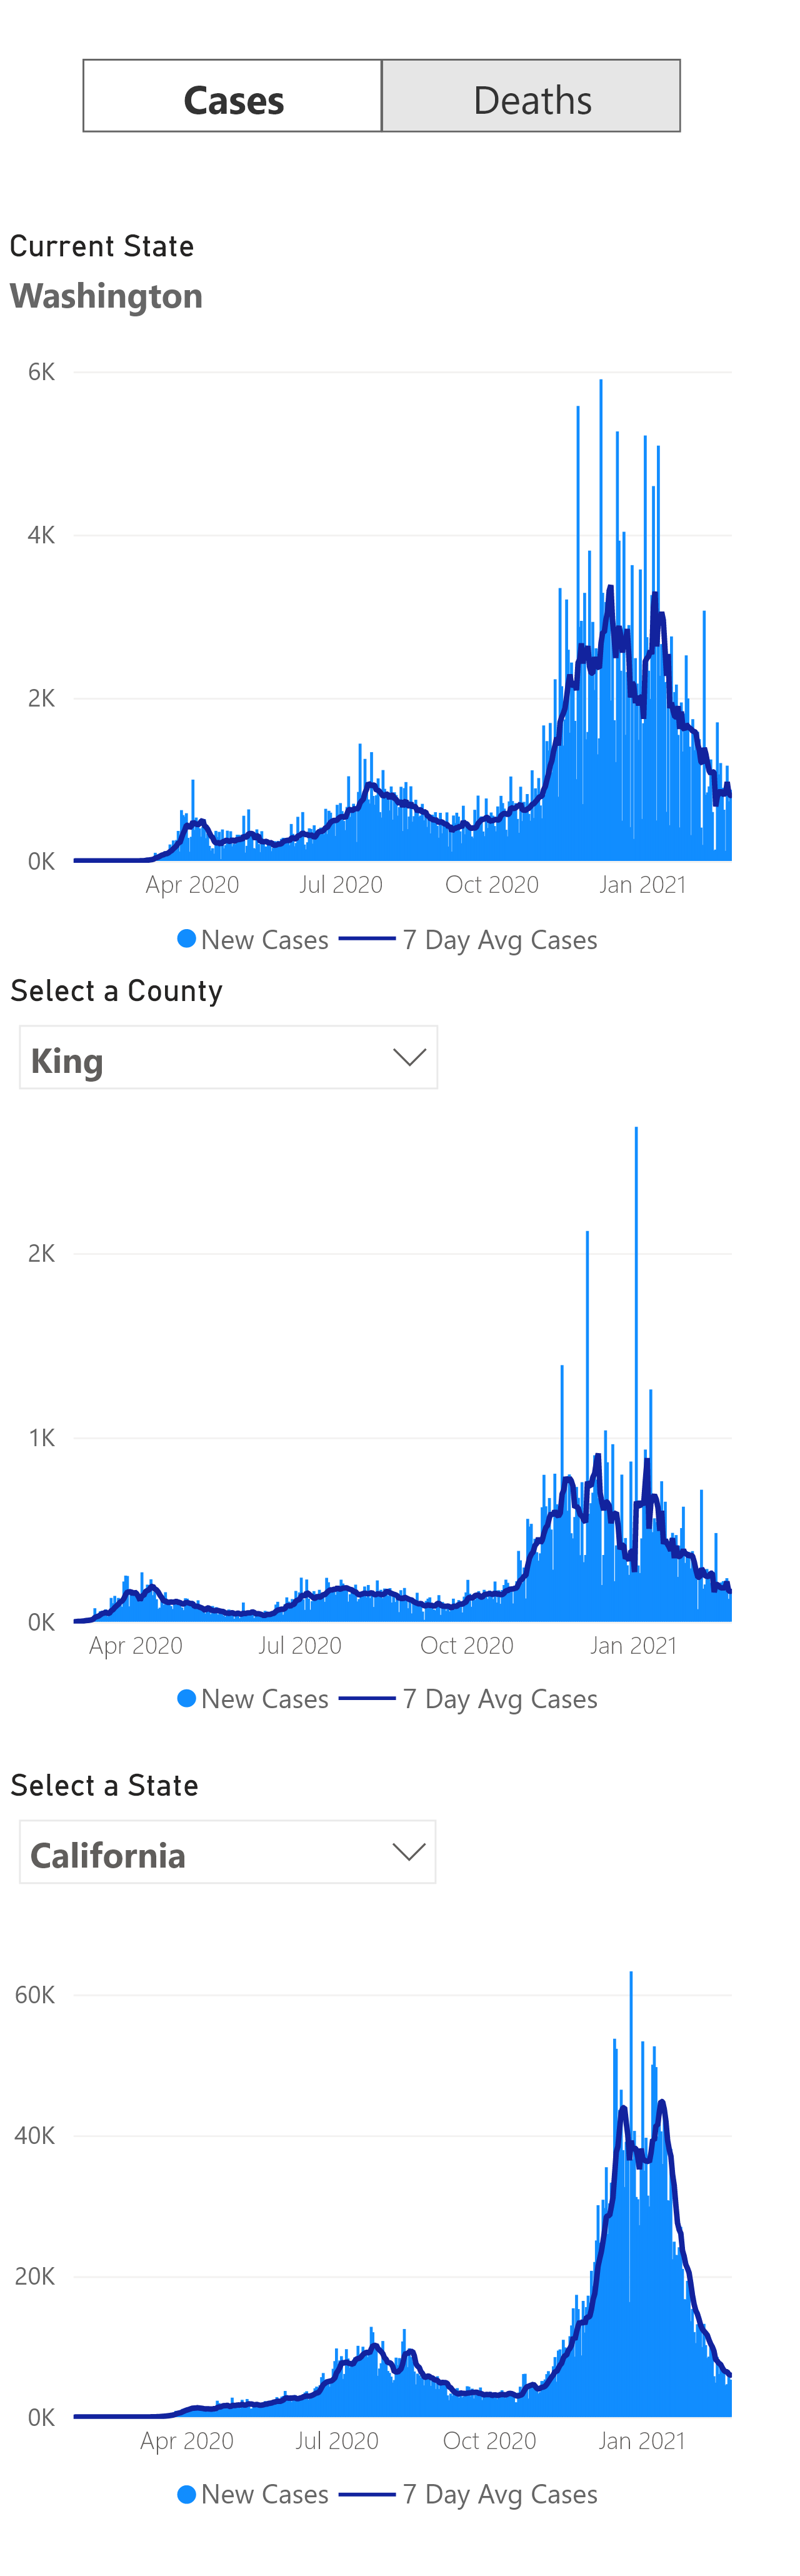 Cases Deaths
Current State
Washington
6K
4K
2K
0K
Apr 2020 Jul 2020 Oct 2020 Jan 2021
New Cases 7 Day Avg Cases
Select a County
King
2K
1K
0K
Apr 2020 Jul 2020 Oct 2020 Jan 2021
New Cases 7 Day Avg Cases
Select a State
California
60K
40K
20K
0K
Apr 2020 Jul 2020 Oct 2020 Jan 2021
New Cases 7 Day Avg Cases